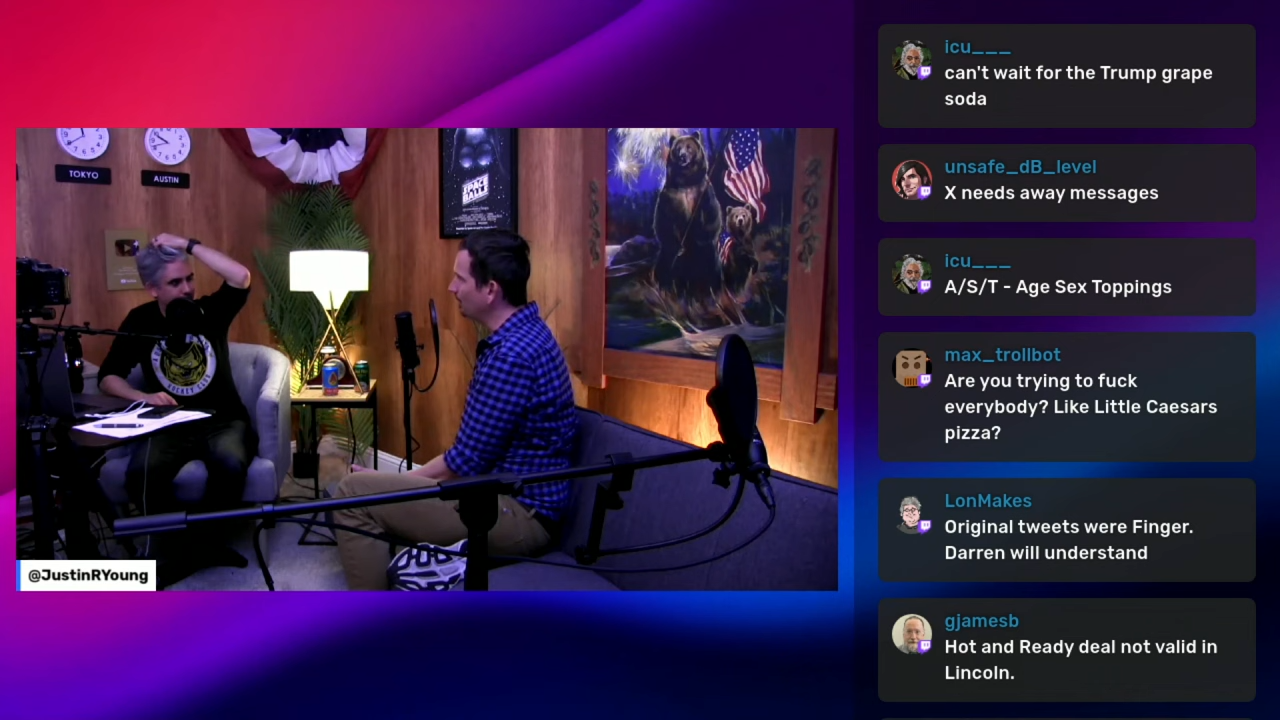 TOKYO
AUSTIN
SPACE
BALLS
@JustinRYoung
icu___
can't wait for the Trump grape
soda
unsafe_dB_level
X needs away messages
icu___
A/S/T - Age Sex Toppings
max_trollbot
Are you trying to fuck
everybody? Like Little Caesars
pizza?
LonMakes
Original tweets were Finger.
Darren will understand
gjamesb
Hot and Ready deal not valid in
Lincoln.